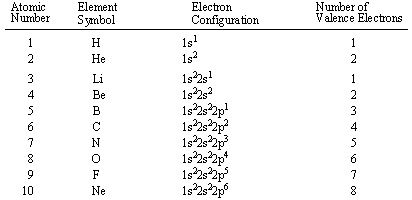 Atomic Number Element Symbol Electron Configuration Number of Valence Electrons
1 H 1s¹ 1
2 He 1s² 2
3 Li 1s²2s¹ 1
4 Be 1s²2s² 2
5 B 1s²2s²2p¹ 3
6 C 1s²2s²2p² 4
7 N 1s²2s²2p³ 5
8 O 1s²2s²2p⁴ 6
9 F 1s²2s²2p⁵ 7
10 Ne 1s²2s²2p⁶ 8